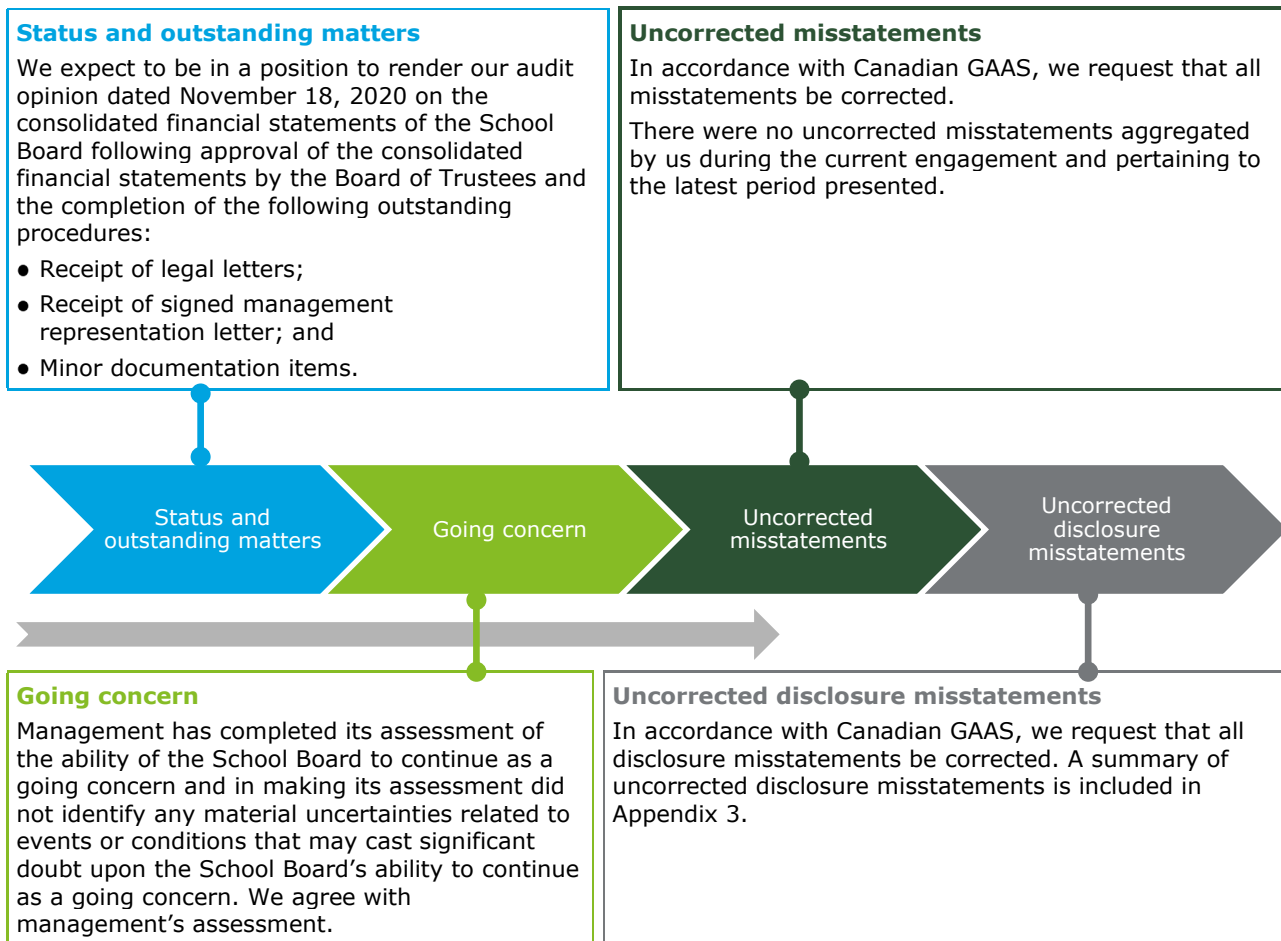 Status and outstanding matters
We expect to be in a position to render our audit
opinion dated November 18, 2020 on the
consolidated financial statements of the School
Board following approval of the consolidated
financial statements by the Board of Trustees and
the completion of the following outstanding
procedures:
● Receipt of legal letters;
● Receipt of signed management
representation letter; and
● Minor documentation items.
Uncorrected misstatements
In accordance with Canadian GAAS, we request that all
misstatements be corrected.
There were no uncorrected misstatements aggregated
by us during the current engagement and pertaining to
the latest period presented.
Status and
outstanding matters
Going concern
Uncorrected
misstatements
Uncorrected
disclosure
misstatements
Going concern
Management has completed its assessment of
the ability of the School Board to continue as a
going concern and in making its assessment did
not identify any material uncertainties related to
events or conditions that may cast significant
doubt upon the School Board’s ability to continue
as a going concern. We agree with
management’s assessment.
Uncorrected disclosure misstatements
In accordance with Canadian GAAS, we request that all
disclosure misstatements be corrected. A summary of
uncorrected disclosure misstatements is included in
Appendix 3.